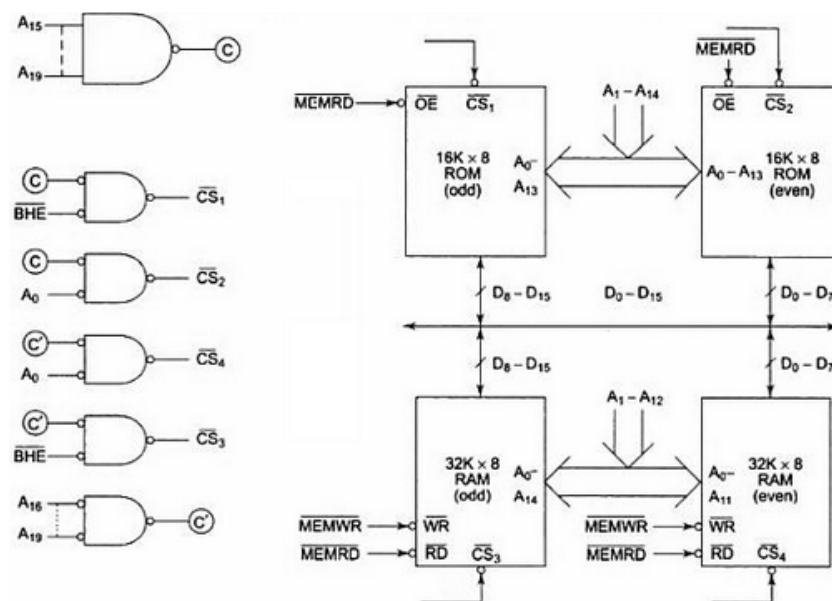 A15
A19
C
C
BHE
CS1
C
A0
CS2
C'
A0
CS4
C'
BHE
CS3
A16
A19
C'
MEMRD
OE
CS1
16K × 8
ROM
(odd)
A0–
A13
A1 – A14
MEMRD
OE
CS2
A0 – A13
16K × 8
ROM
(even)
D8 – D15
D0 – D15
D0 – D7
D8 – D15
D0 – D7
A1 – A12
32K × 8
RAM
(odd)
A0–
A14
MEMWR
WR
MEMRD
RD
CS3
32K × 8
RAM
(even)
A0–
A11
MEMWR
WR
MEMRD
RD
CS4